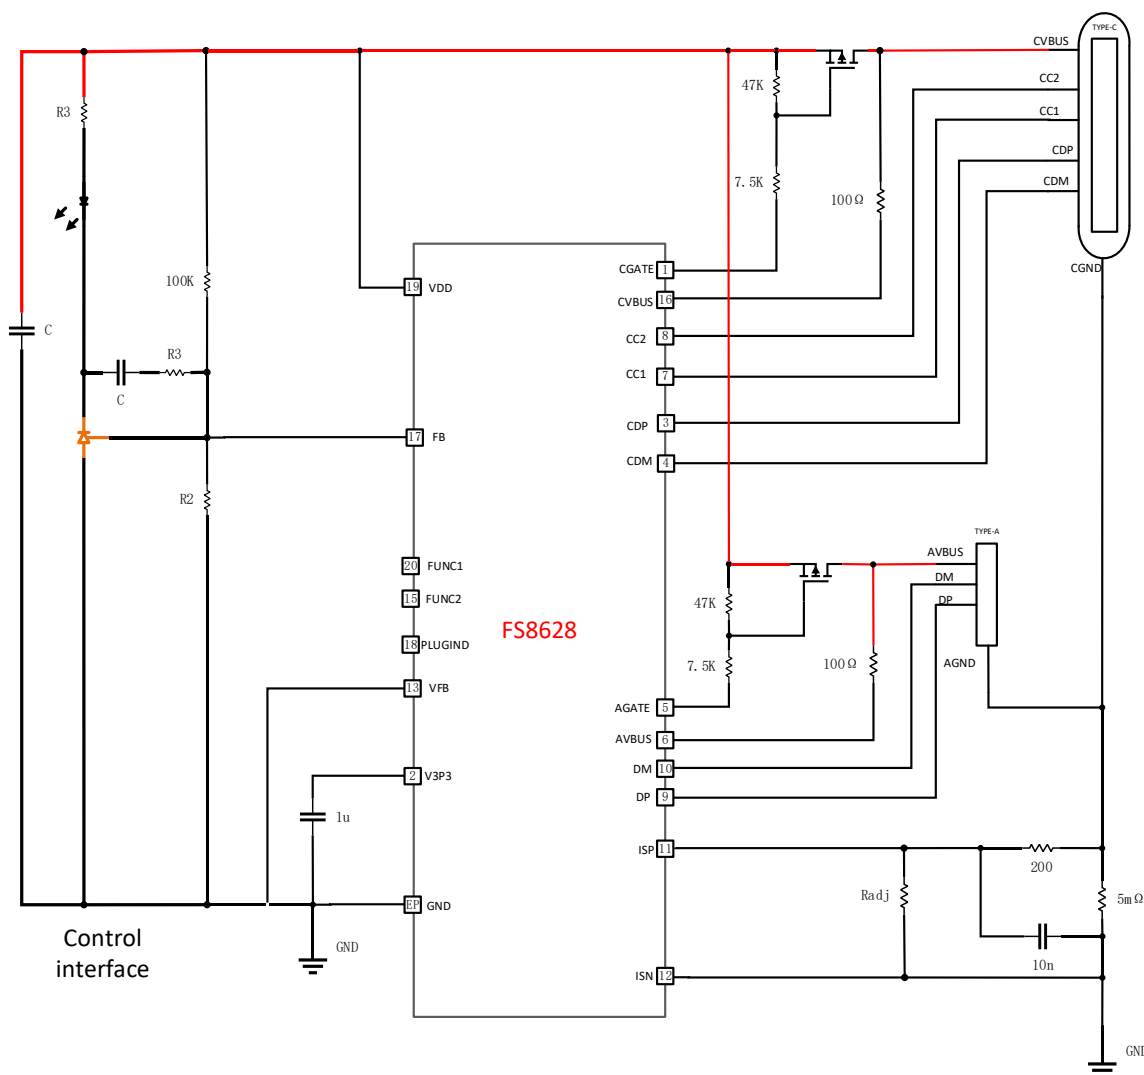 TYPE-C
CVBUS
CC2
CC1
CDP
CDM
CGND
R3
47K
7.5K
100Ω
100K
C
R3
C
R2
CGATE 1
CVBUS 16
CC2 8
CC1 7
CDP 3
CDM 4
19 VDD
17 FB
20 FUNC1
15 FUNC2
18 PLUGIND
13 VFB
2 V3P3
EP GND
FS8628
TYPE-A
AVBUS
DM
DP
AGND
47K
7.5K
100Ω
AGATE 5
AVBUS 6
DM 10
DP 9
ISP 11
ISN 12
1u
200
Radj
5mΩ
10n
Control
interface
GND
GND